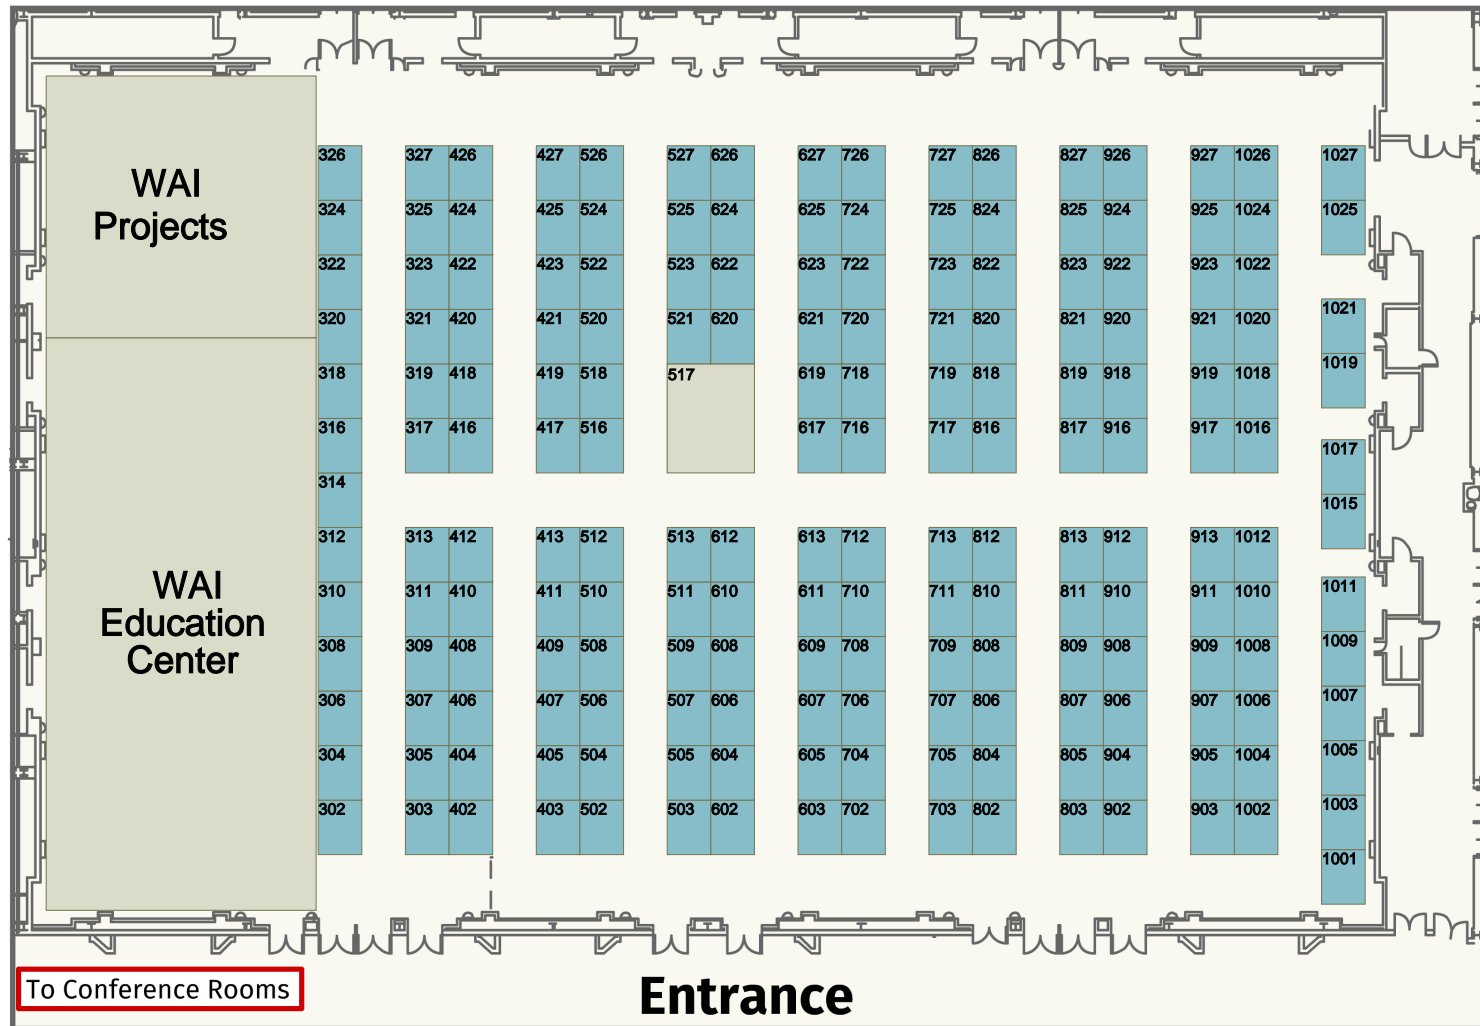 WAI
Projects
326 327 426 427 526 527 626 627 726 727 826 827 926 927 1026 1027
324 325 424 425 524 525 624 625 724 725 824 825 924 925 1024 1025
322 323 422 423 522 523 622 623 722 723 822 823 922 923 1022
1021
320 321 420 421 520 521 620 621 720 721 820 821 920 921 1020
1019
318 319 418 419 518 517 619 718 719 818 819 918 919 1018
316 317 416 417 516 617 716 717 816 817 916 917 1016
1017
314
1015
312 313 412 413 512 513 612 613 712 713 812 813 912 913 1012
WAI
Education
Center
310 311 410 411 510 511 610 611 710 711 810 811 910 911 1010 1011
308 309 408 409 508 509 608 609 708 709 808 809 908 909 1008 1009
306 307 406 407 506 507 606 607 706 707 806 807 906 907 1006 1007
304 305 404 405 504 505 604 605 704 705 804 805 904 905 1004 1005
302 303 402 403 502 503 602 603 702 703 802 803 902 903 1002 1003
1001
To Conference Rooms
Entrance